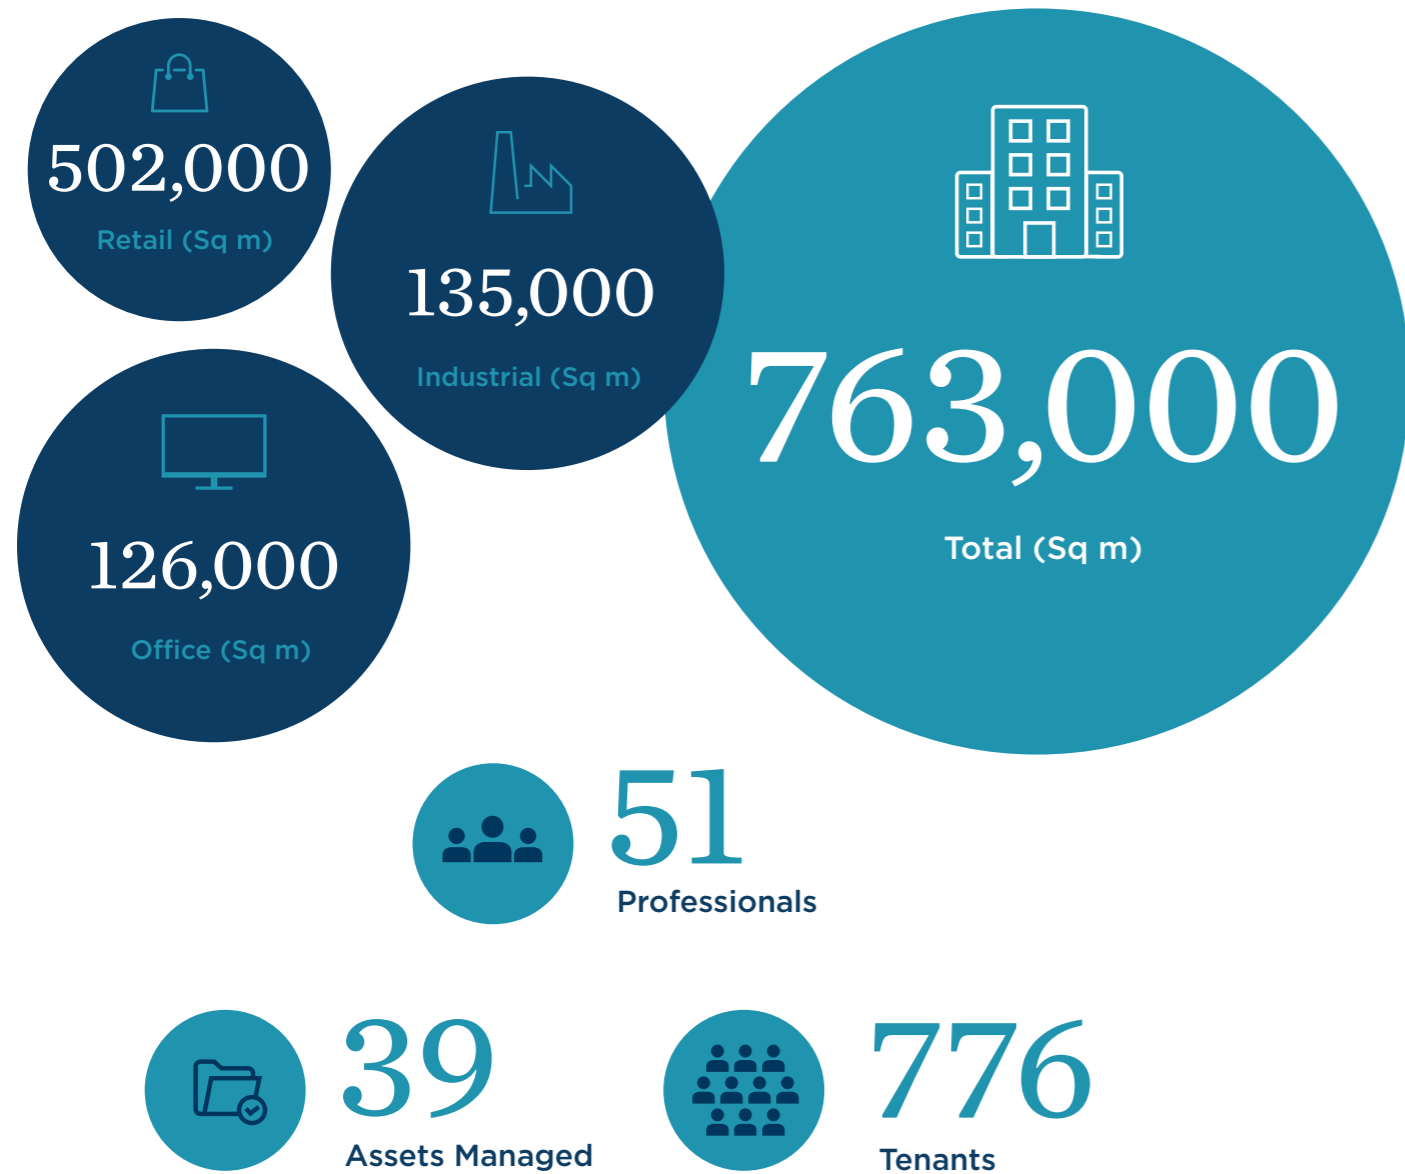 502,000
Retail (Sq m)
135,000
Industrial (Sq m)
763,000
Total (Sq m)
126,000
Office (Sq m)
51
Professionals
39
Assets Managed
776
Tenants